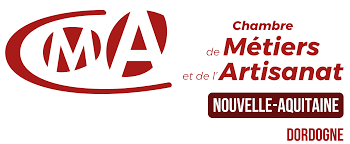 CMA
Chambre
de Métiers
et de l'Artisanat
NOUVELLE-AQUITAINE
DORDOGNE